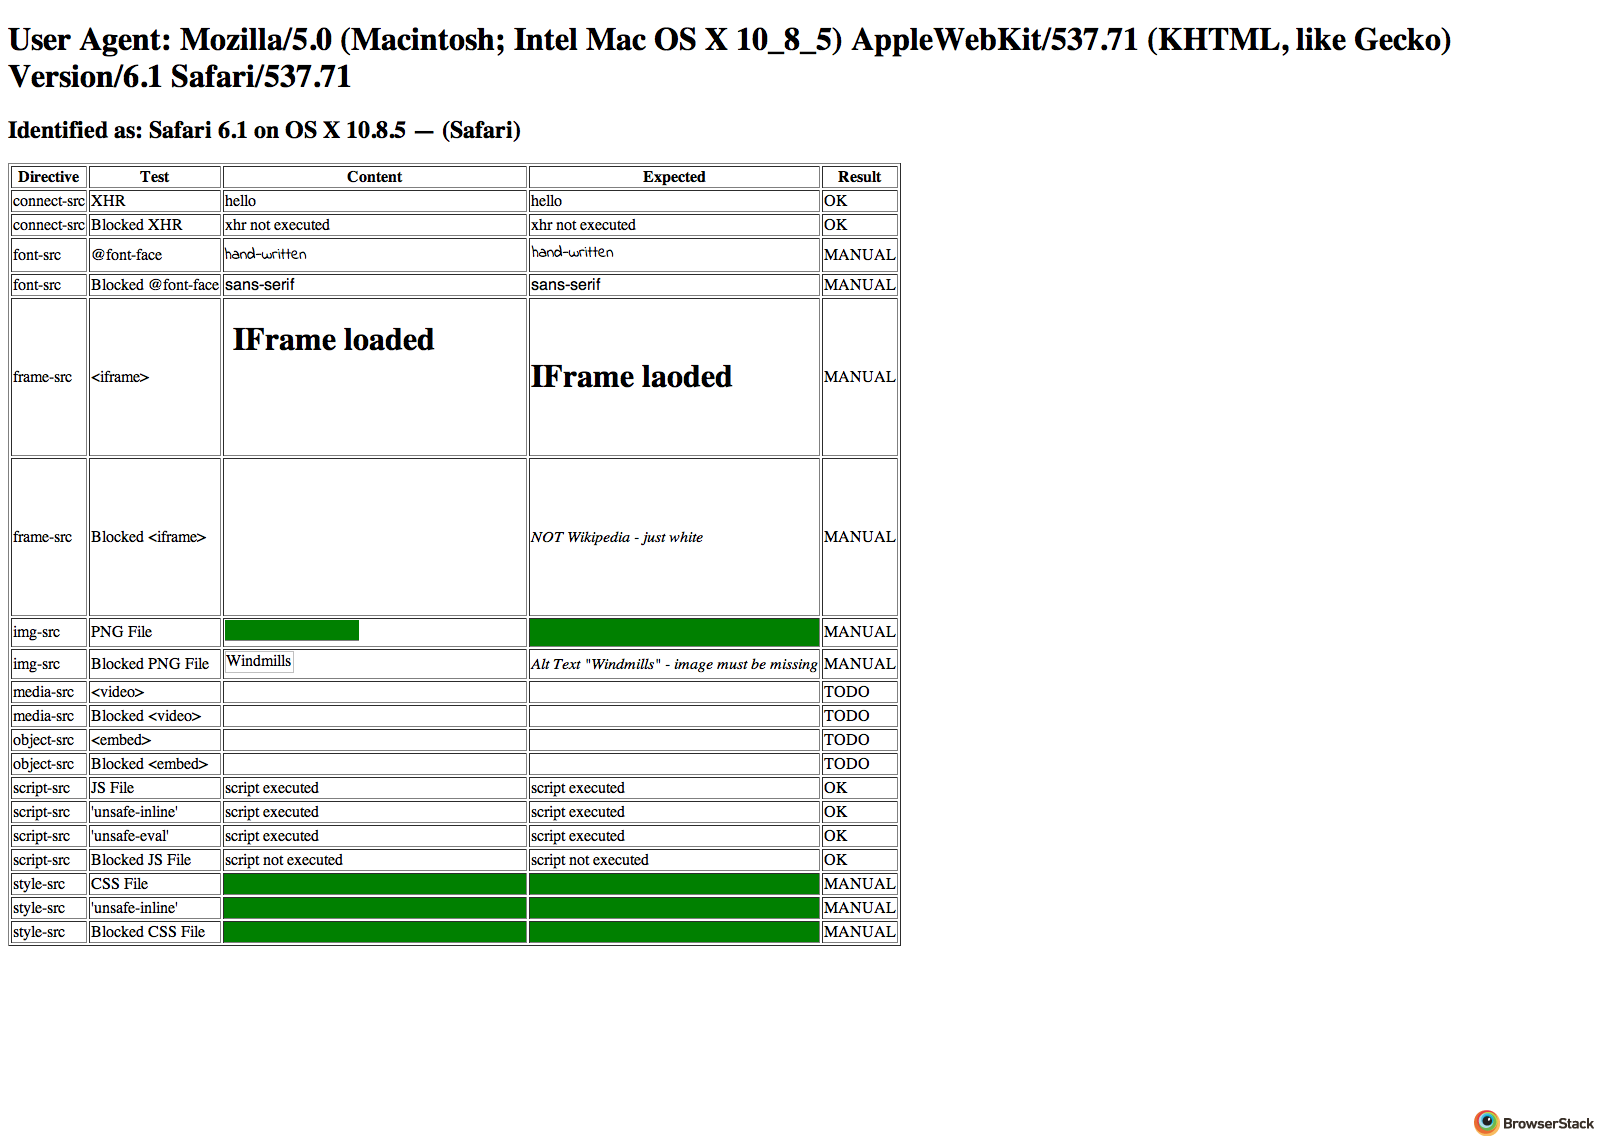 User Agent: Mozilla/5.0 (Macintosh; Intel Mac OS X 10_8_5) AppleWebKit/537.71 (KHTML, like Gecko)
Version/6.1 Safari/537.71
Identified as: Safari 6.1 on OS X 10.8.5 — (Safari)
Directive Test Content Expected Result
connect-src XHR hello hello OK
connect-src Blocked XHR xhr not executed xhr not executed OK
font-src @font-face hand-written hand-written MANUAL
font-src Blocked @font-face sans-serif sans-serif MANUAL
IFrame loaded
frame-src <iframe> IFrame laoded MANUAL
frame-src Blocked <iframe> NOT Wikipedia - just white MANUAL
img-src PNG File MANUAL
img-src Blocked PNG File Windmills Alt Text "Windmills" - image must be missing MANUAL
media-src <video> TODO
media-src Blocked <video> TODO
object-src <embed> TODO
object-src Blocked <embed> TODO
script-src JS File script executed script executed OK
script-src 'unsafe-inline' script executed script executed OK
script-src 'unsafe-eval' script executed script executed OK
script-src Blocked JS File script not executed script not executed OK
style-src CSS File MANUAL
style-src 'unsafe-inline' MANUAL
style-src Blocked CSS File MANUAL
BrowserStack